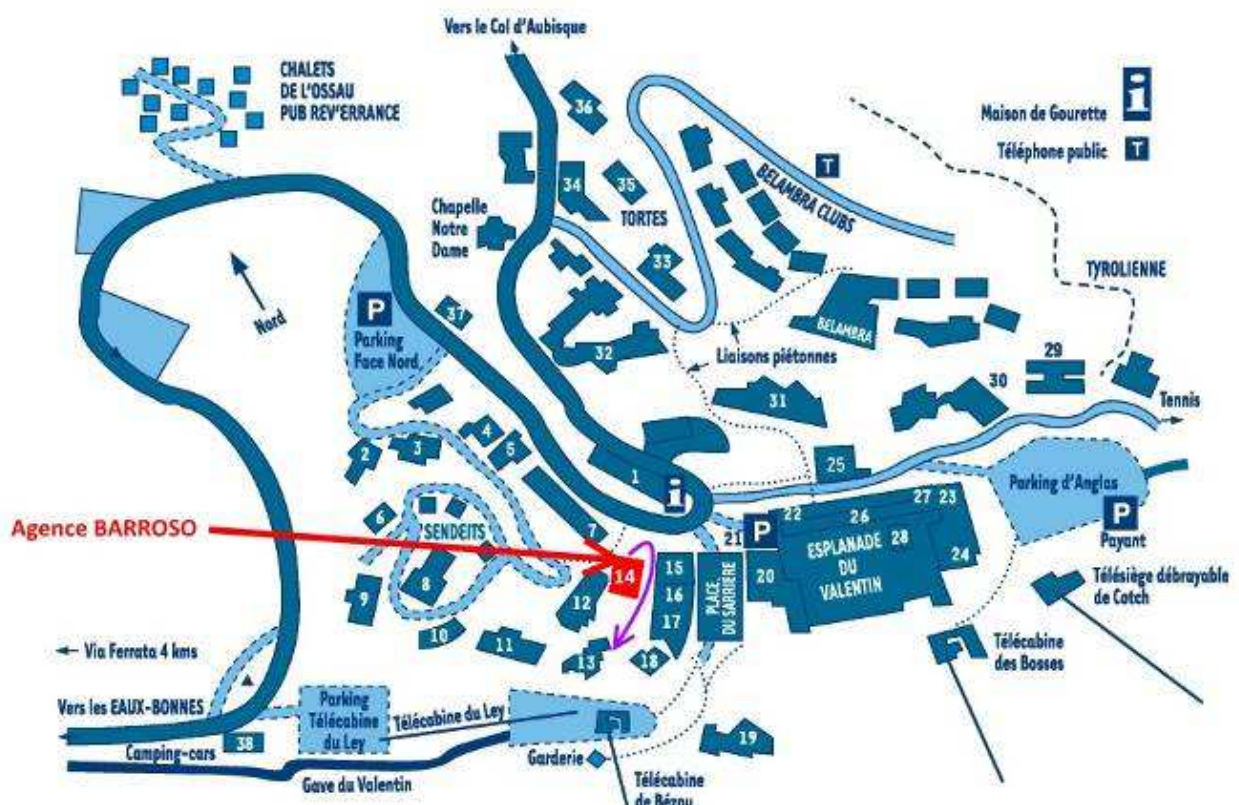 Vers le Col d'Aubisque
CHALETS
DE L'OSSAU
PUB REV'ERRANCE
Maison de Gourette
i
Téléphone public
T
36
T
BELAMBRA CLUBS
34
35
TORTES
Chapelle
Notre
Dame
33
TYROLIENNE
Nord
P
Parking
Face Nord
37
BELAMBRA
32
Liaisons piétonnes
29
30
31
Tennis
2
3
4
5
1
i
25
Parking d'Anglas
P
Payant
27
23
22
26
Agence BARROSO
6
SENDEITS
7
21
P
ESPLANADE
DU
VALENTIN
28
24
14
15
16
17
PLACE
DU SARRIERE
20
8
9
12
Télésiège débrayable
de Cotch
10
11
13
18
Télécabine
des Bosses
Via Ferrata 4 kms
Vers les EAUX-BONNES
Parking
Télécabine
du Ley
Télécabine du Ley
38
Camping-cars
19
Garderie
Gave du Valentin
Télécabine
de Bézou